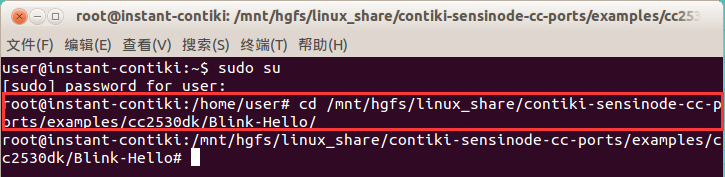 root@instant-contiki: /mnt/hgfs/linux_share/contiki-sensinode-cc-ports/examples/cc253
文件(F) 编辑(E) 查看(V) 搜索(S) 终端(T) 帮助(H)
user@instant-contiki:~$ sudo su
[sudo] password for user:
root@instant-contiki:/home/user# cd /mnt/hgfs/linux_share/contiki-sensinode-cc-p
orts/examples/cc2530dk/Blink-Hello/
root@instant-contiki:/mnt/hgfs/linux_share/contiki-sensinode-cc-ports/examples/c
c2530dk/Blink-Hello#